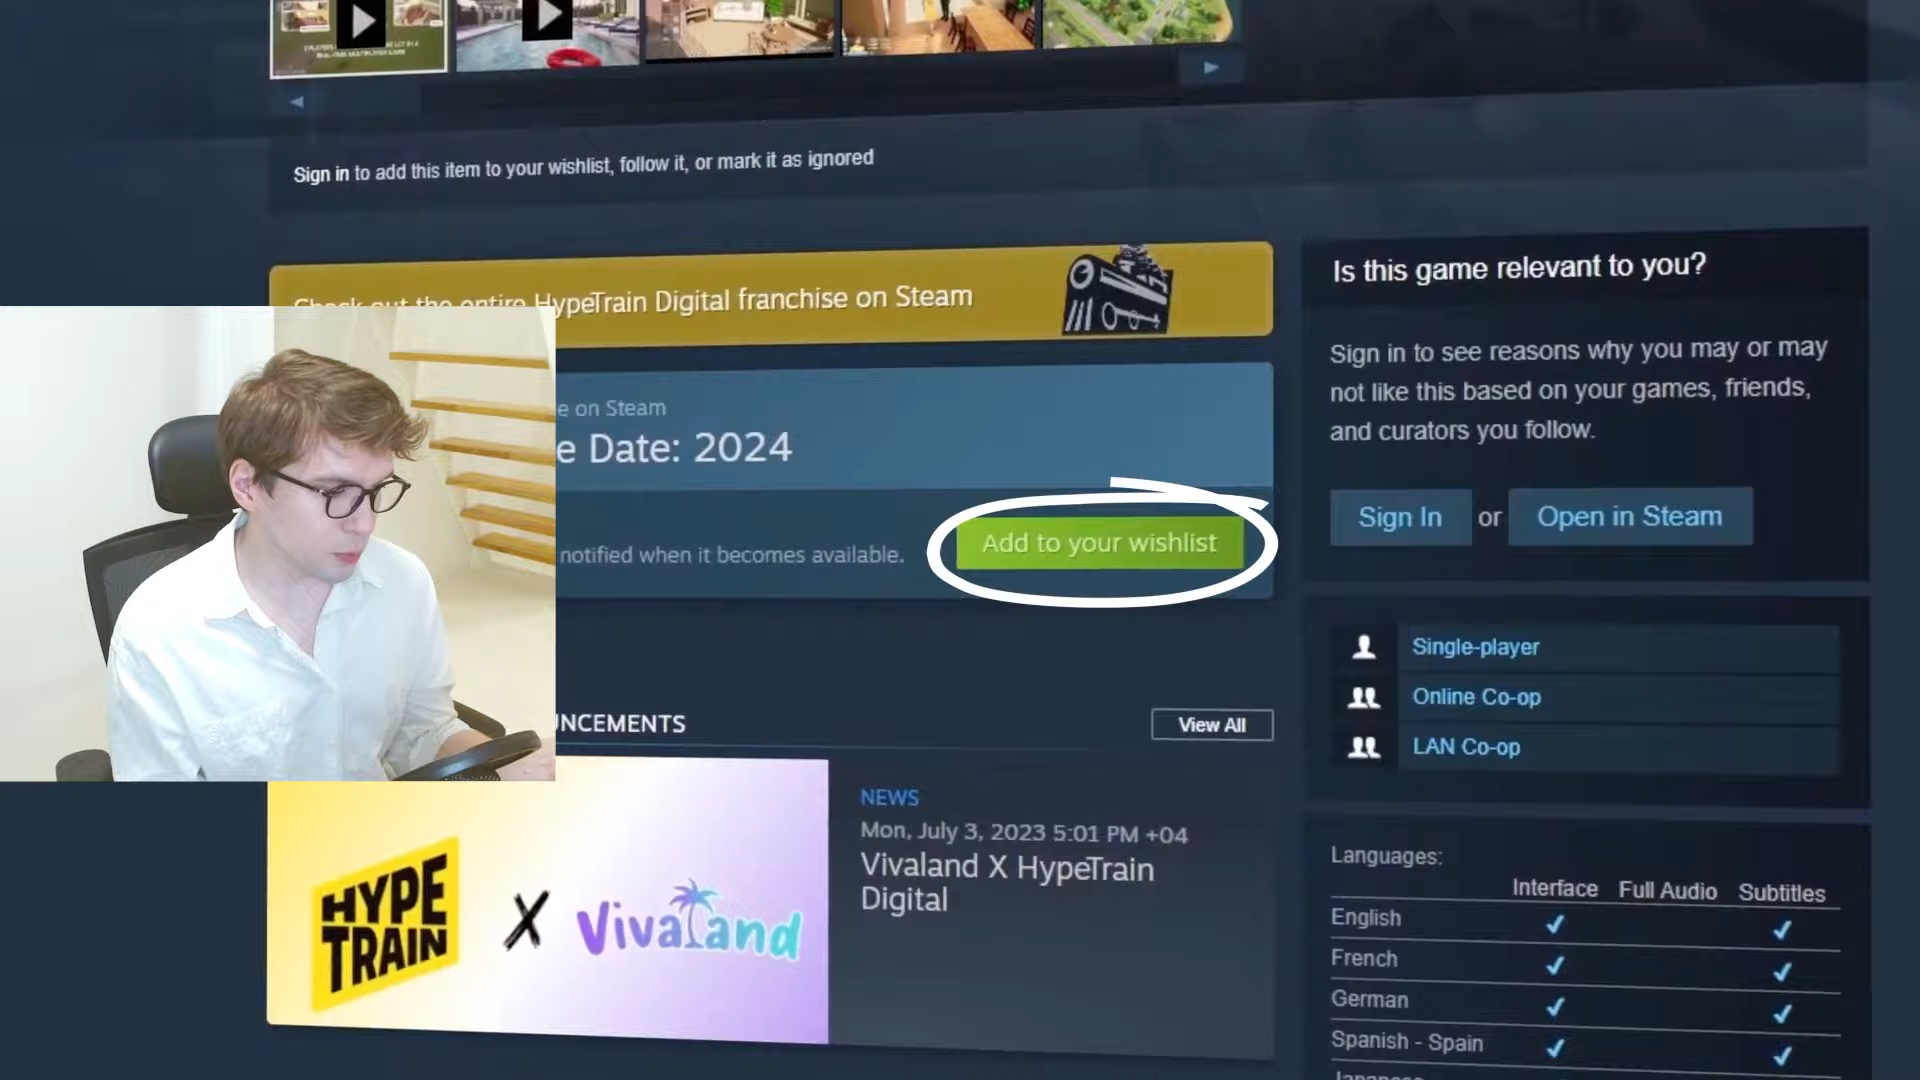 Sign in to add this item to your wishlist, follow it, or mark it as ignored
Check out the entire HypeTrain Digital franchise on Steam
e on Steam
e Date: 2024
notified when it becomes available.
Add to your wishlist
NCEMENTS
View All
HYPE
TRAIN
X
Vivaland
NEWS
Mon, July 3, 2023 5:01 PM +04
Vivaland X HypeTrain
Digital
Is this game relevant to you?
Sign in to see reasons why you may or may
not like this based on your games, friends,
and curators you follow.
Sign In or Open in Steam
Single-player
Online Co-op
LAN Co-op
Languages:
Interface Full Audio Subtitles
English
French
German
Spanish - Spain